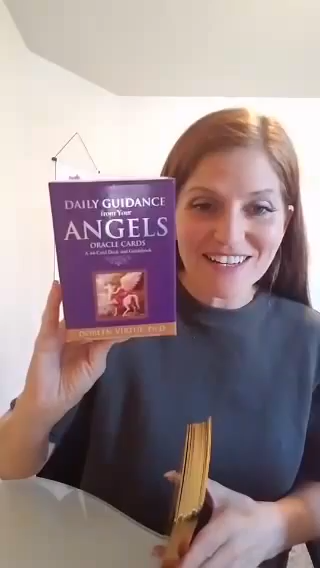 DAILY GUIDANCE
from Your
ANGELS
ORACLE CARDS
A 44-Card Deck and Guidebook
DOREEN VIRTUE, Ph.D.